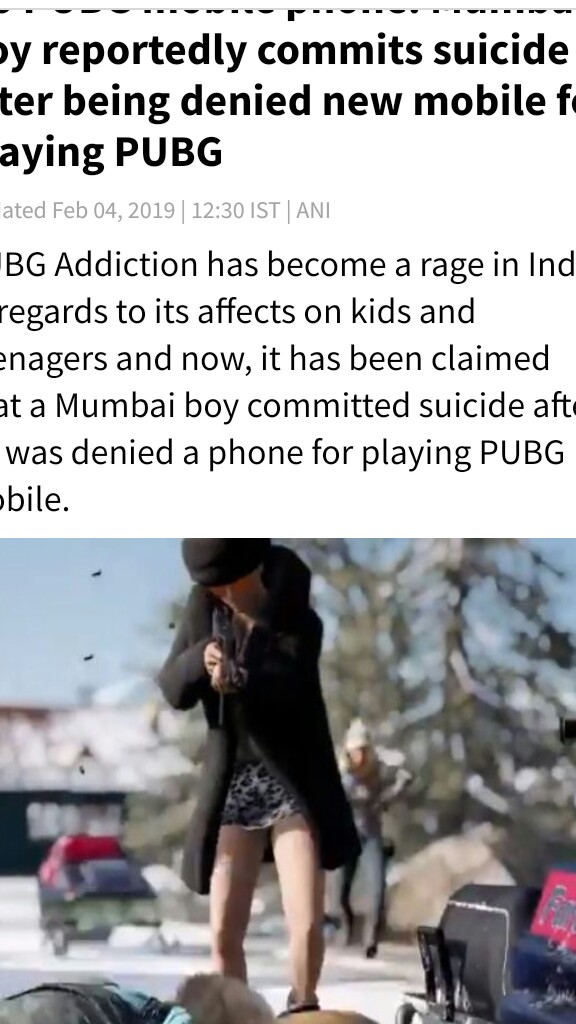 oy reportedly commits suicide
ter being denied new mobile fo
aying PUBG
ated Feb 04, 2019 | 12:30 IST | ANI
BG Addiction has become a rage in Ind
regards to its affects on kids and
enagers and now, it has been claimed
at a Mumbai boy committed suicide afte
was denied a phone for playing PUBG
obile.